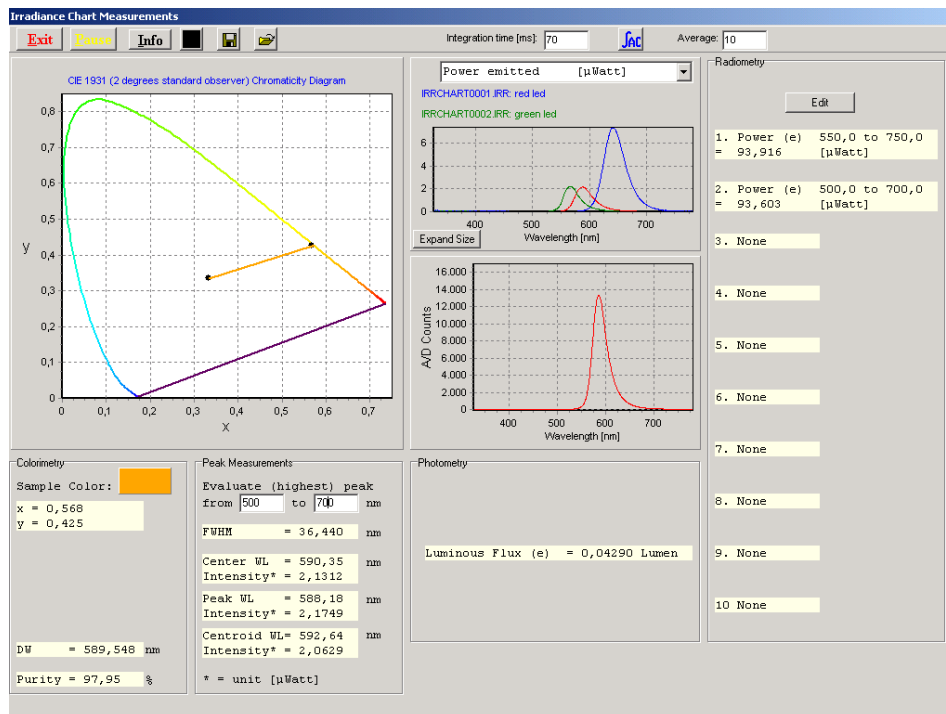 Irradiance Chart Measurements
Exit Pause Info Integration time [ms]: 70 Average: 10
CIE 1931 (2 degrees standard observer) Chromaticity Diagram
0,8
0,7
0,6
0,5
0,4
0,3
0,2
0,1
0
y
0 0,1 0,2 0,3 0,4 0,5 0,6 0,7
x
Power emitted [µWatt]
IRRCHART0001.IRR: red led
IRRCHART0002.IRR: green led
6
4
2
0
400 500 600 700
Expand Size
Wavelength [nm]
16.000
14.000
12.000
10.000
8.000
6.000
4.000
2.000
0
A/D Counts
400 500 600 700
Wavelength [nm]
Radiometry
Edit
1. Power (e) 550,0 to 750,0
= 93,916 [µWatt]
2. Power (e) 500,0 to 700,0
= 93,603 [µWatt]
3. None
4. None
5. None
6. None
7. None
8. None
9. None
10 None
Colorimetry
Sample Color:
x = 0,568
y = 0,425
DW = 589,548 nm
Purity = 97,95 %
Peak Measurements
Evaluate (highest) peak
from 500 to 700 nm
FWHM = 36,440 nm
Center WL = 590,35 nm
Intensity* = 2,1312
Peak WL = 588,18 nm
Intensity* = 2,1749
Centroid WL= 592,64 nm
Intensity* = 2,0629
* = unit [µWatt]
Photometry
Luminous Flux (e) = 0,04290 Lumen